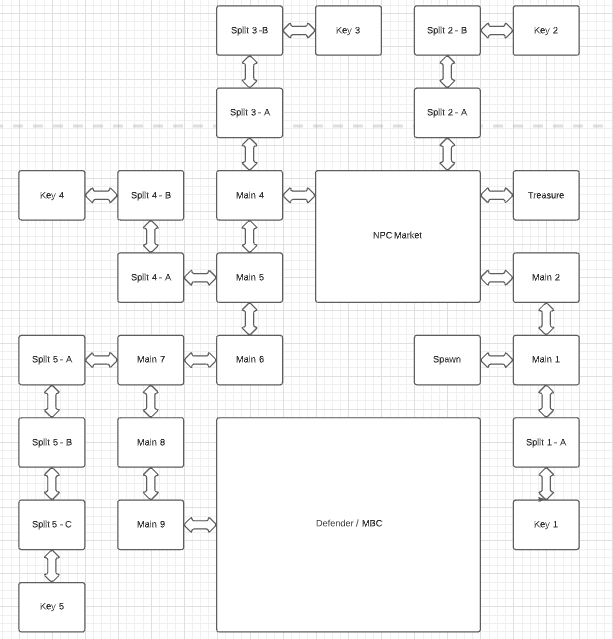 Split 3 -B
Key 3
Split 2 - B
Key 2
Split 3 - A
Split 2 - A
Key 4
Split 4 - B
Main 4
NPC Market
Treasure
Split 4 - A
Main 5
Main 2
Split 5 - A
Main 7
Main 6
Spawn
Main 1
Split 5 - B
Main 8
Split 1 - A
Split 5 - C
Main 9
Defender / MBC
Key 1
Key 5